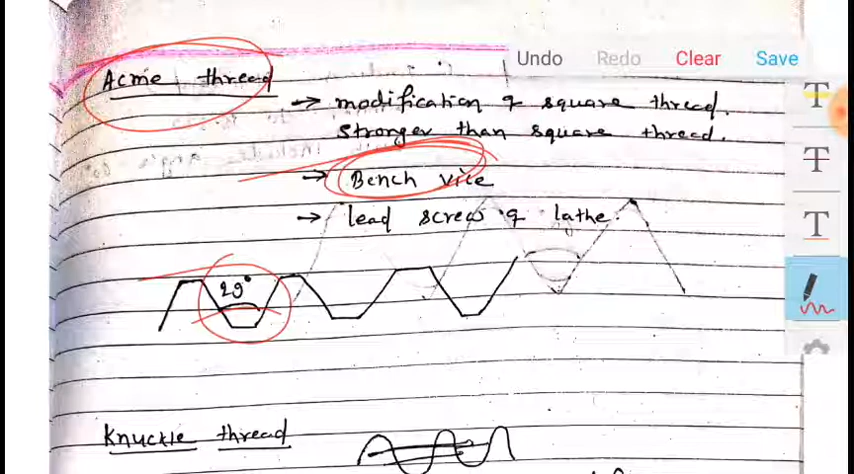 Undo Redo Clear Save
Acme thread
→ modification of square thread.
stronger than square thread.
→ Bench vice
→ lead screw of lathe.
29°
Knuckle thread
T
T
T